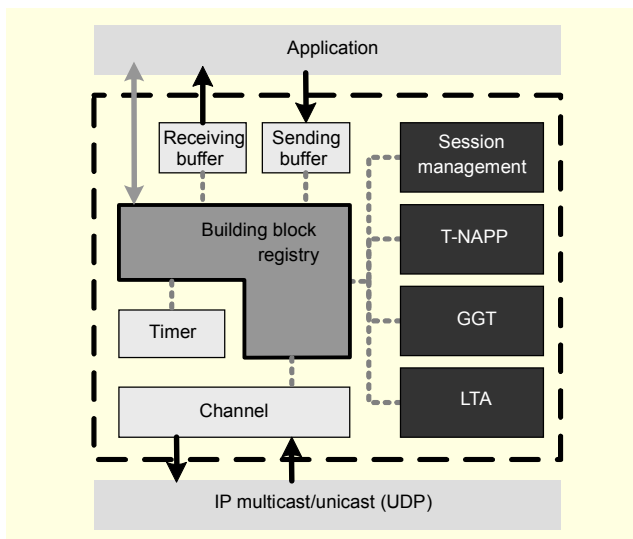 Application
Receiving
buffer
Sending
buffer
Session
management
Building block
registry
T-NAPP
Timer
GGT
Channel
LTA
IP multicast/unicast (UDP)